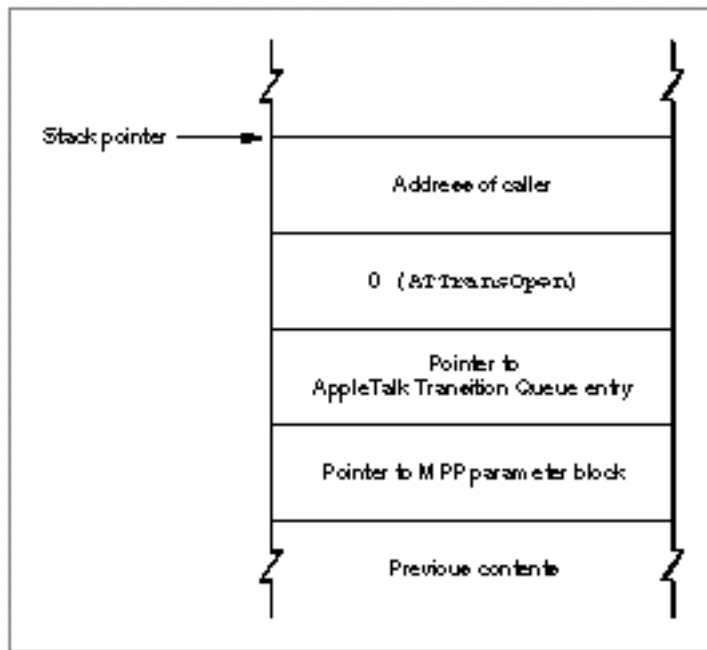 Stack pointer
Address of caller
0 (ATTransOpen)
Pointer to
AppleTalk Transition Queue entry
Pointer to MPP parameter block
Previous contents